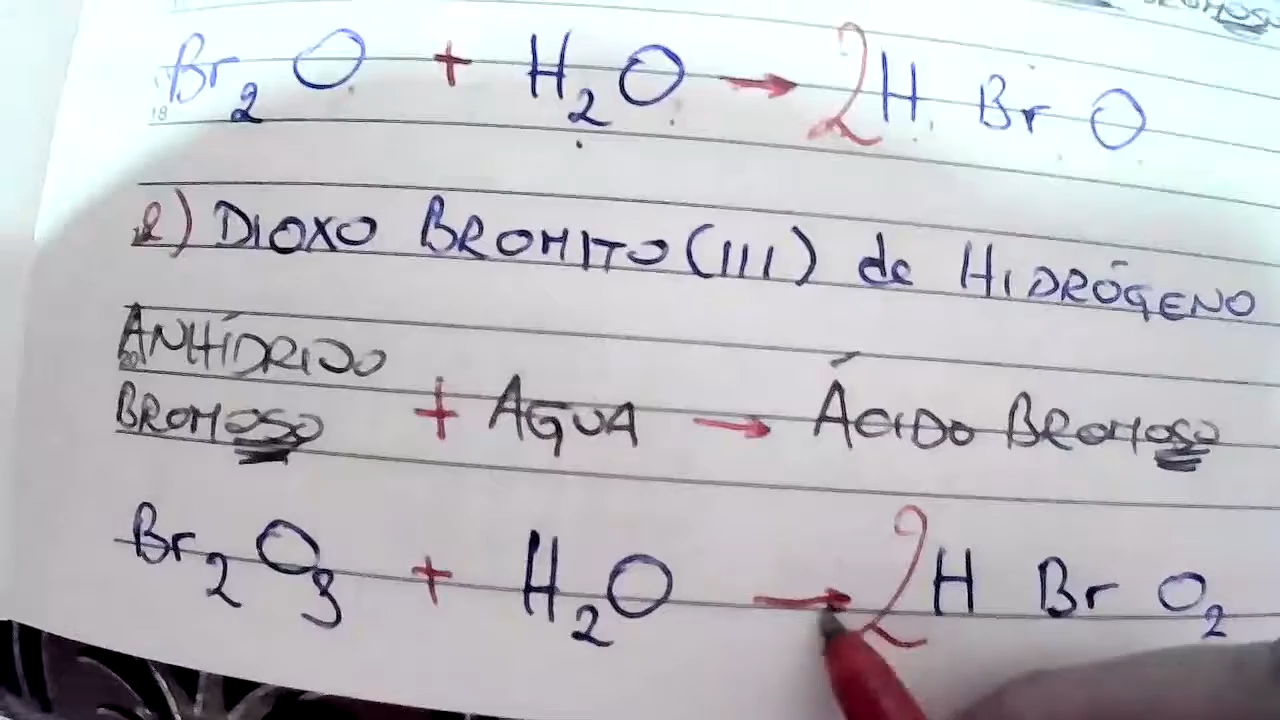 Br2O + H2O → 2H Br O
18
2) DIOXO BROMITO (III) de HIDRÓGENO
ANHÍDRIDO
BROMOSO + AGUA → ÁCIDO BROMOSO
Br2O3 + H2O → 2H Br O2